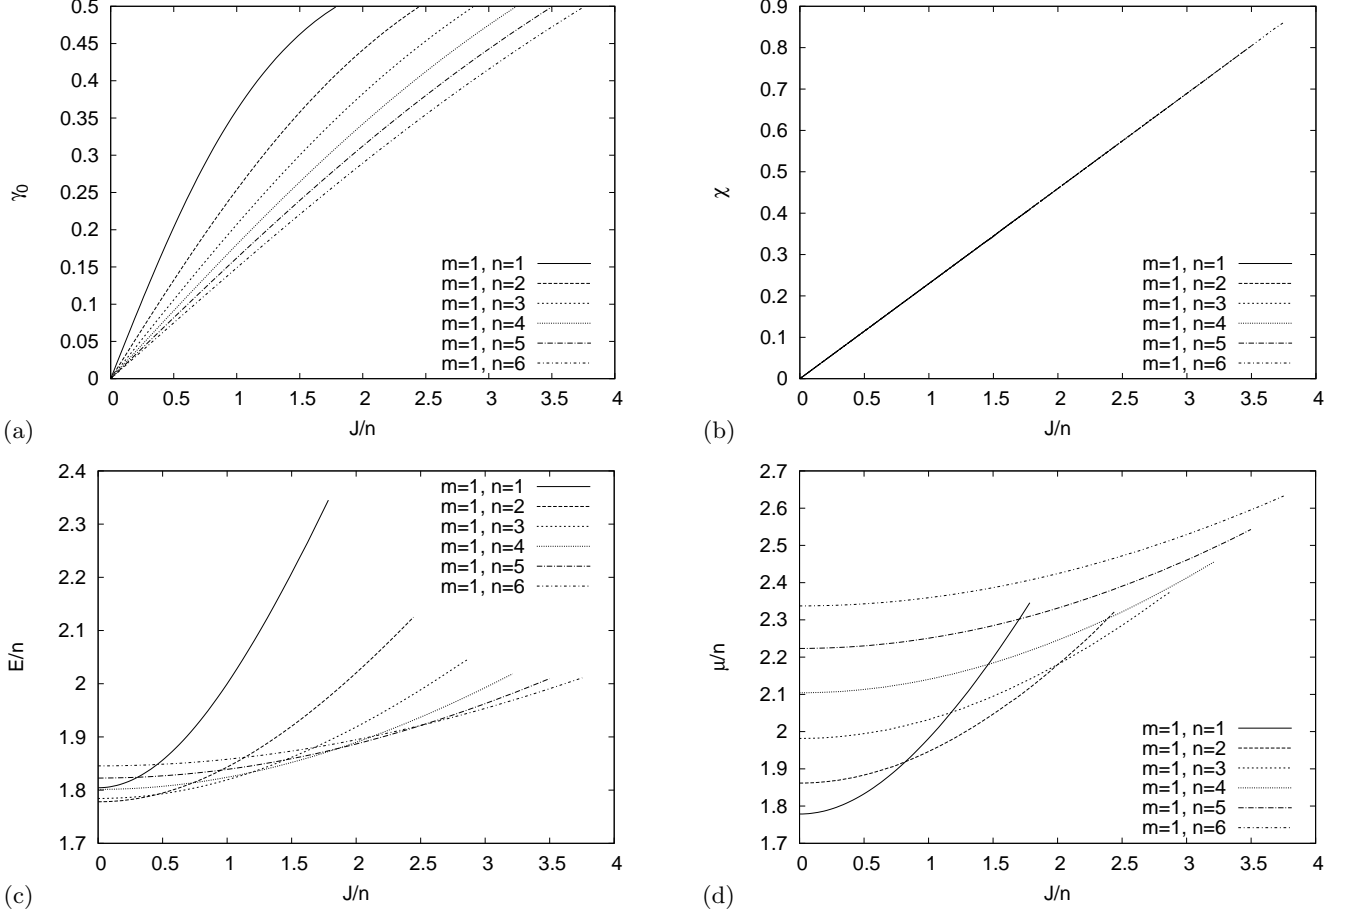 0.5
0.45
0.4
0.35
0.3
0.25
0.2
0.15
0.1
0.05
0
γ0
m=1, n=1
m=1, n=2
m=1, n=3
m=1, n=4
m=1, n=5
m=1, n=6
0 0.5 1 1.5 2 2.5 3 3.5 4
J/n
(a)
0.9
0.8
0.7
0.6
0.5
0.4
0.3
0.2
0.1
0
χ
m=1, n=1
m=1, n=2
m=1, n=3
m=1, n=4
m=1, n=5
m=1, n=6
0 0.5 1 1.5 2 2.5 3 3.5 4
J/n
(b)
2.4
2.3
2.2
2.1
2
1.9
1.8
1.7
E/n
m=1, n=1
m=1, n=2
m=1, n=3
m=1, n=4
m=1, n=5
m=1, n=6
0 0.5 1 1.5 2 2.5 3 3.5 4
J/n
(c)
2.7
2.6
2.5
2.4
2.3
2.2
2.1
2
1.9
1.8
1.7
μ/n
m=1, n=1
m=1, n=2
m=1, n=3
m=1, n=4
m=1, n=5
m=1, n=6
0 0.5 1 1.5 2 2.5 3 3.5 4
J/n
(d)